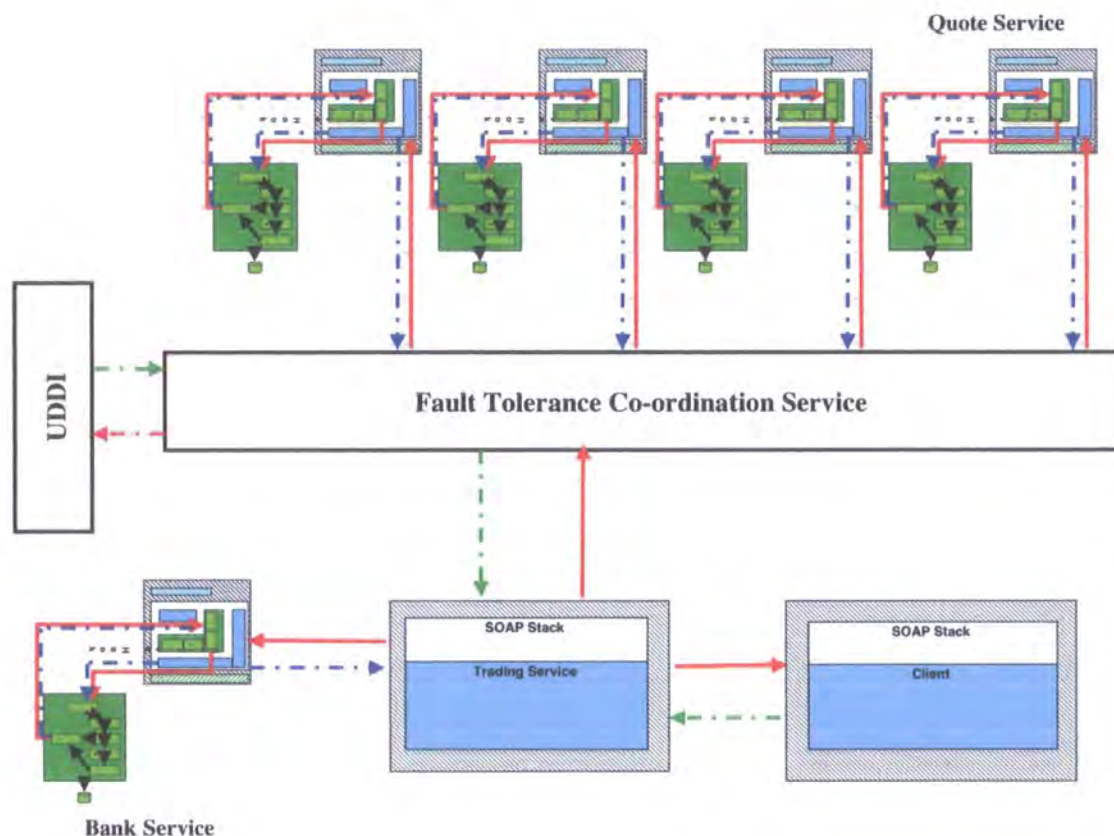 Quote Service
UDDI
Fault Tolerance Co-ordination Service
SOAP Stack
Trading Service
SOAP Stack
Client
Bank Service